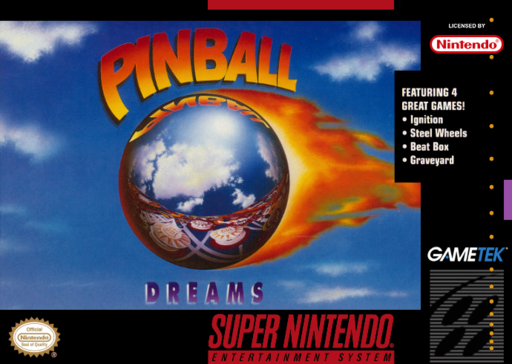 LICENSED BY
Nintendo®
PINBALL
DREAMS
FEATURING 4
GREAT GAMES!
• Ignition
• Steel Wheels
• Beat Box
• Graveyard
GAMETEK
Official
Nintendo
Seal of Quality
SUPER NINTENDO
ENTERTAINMENT SYSTEM